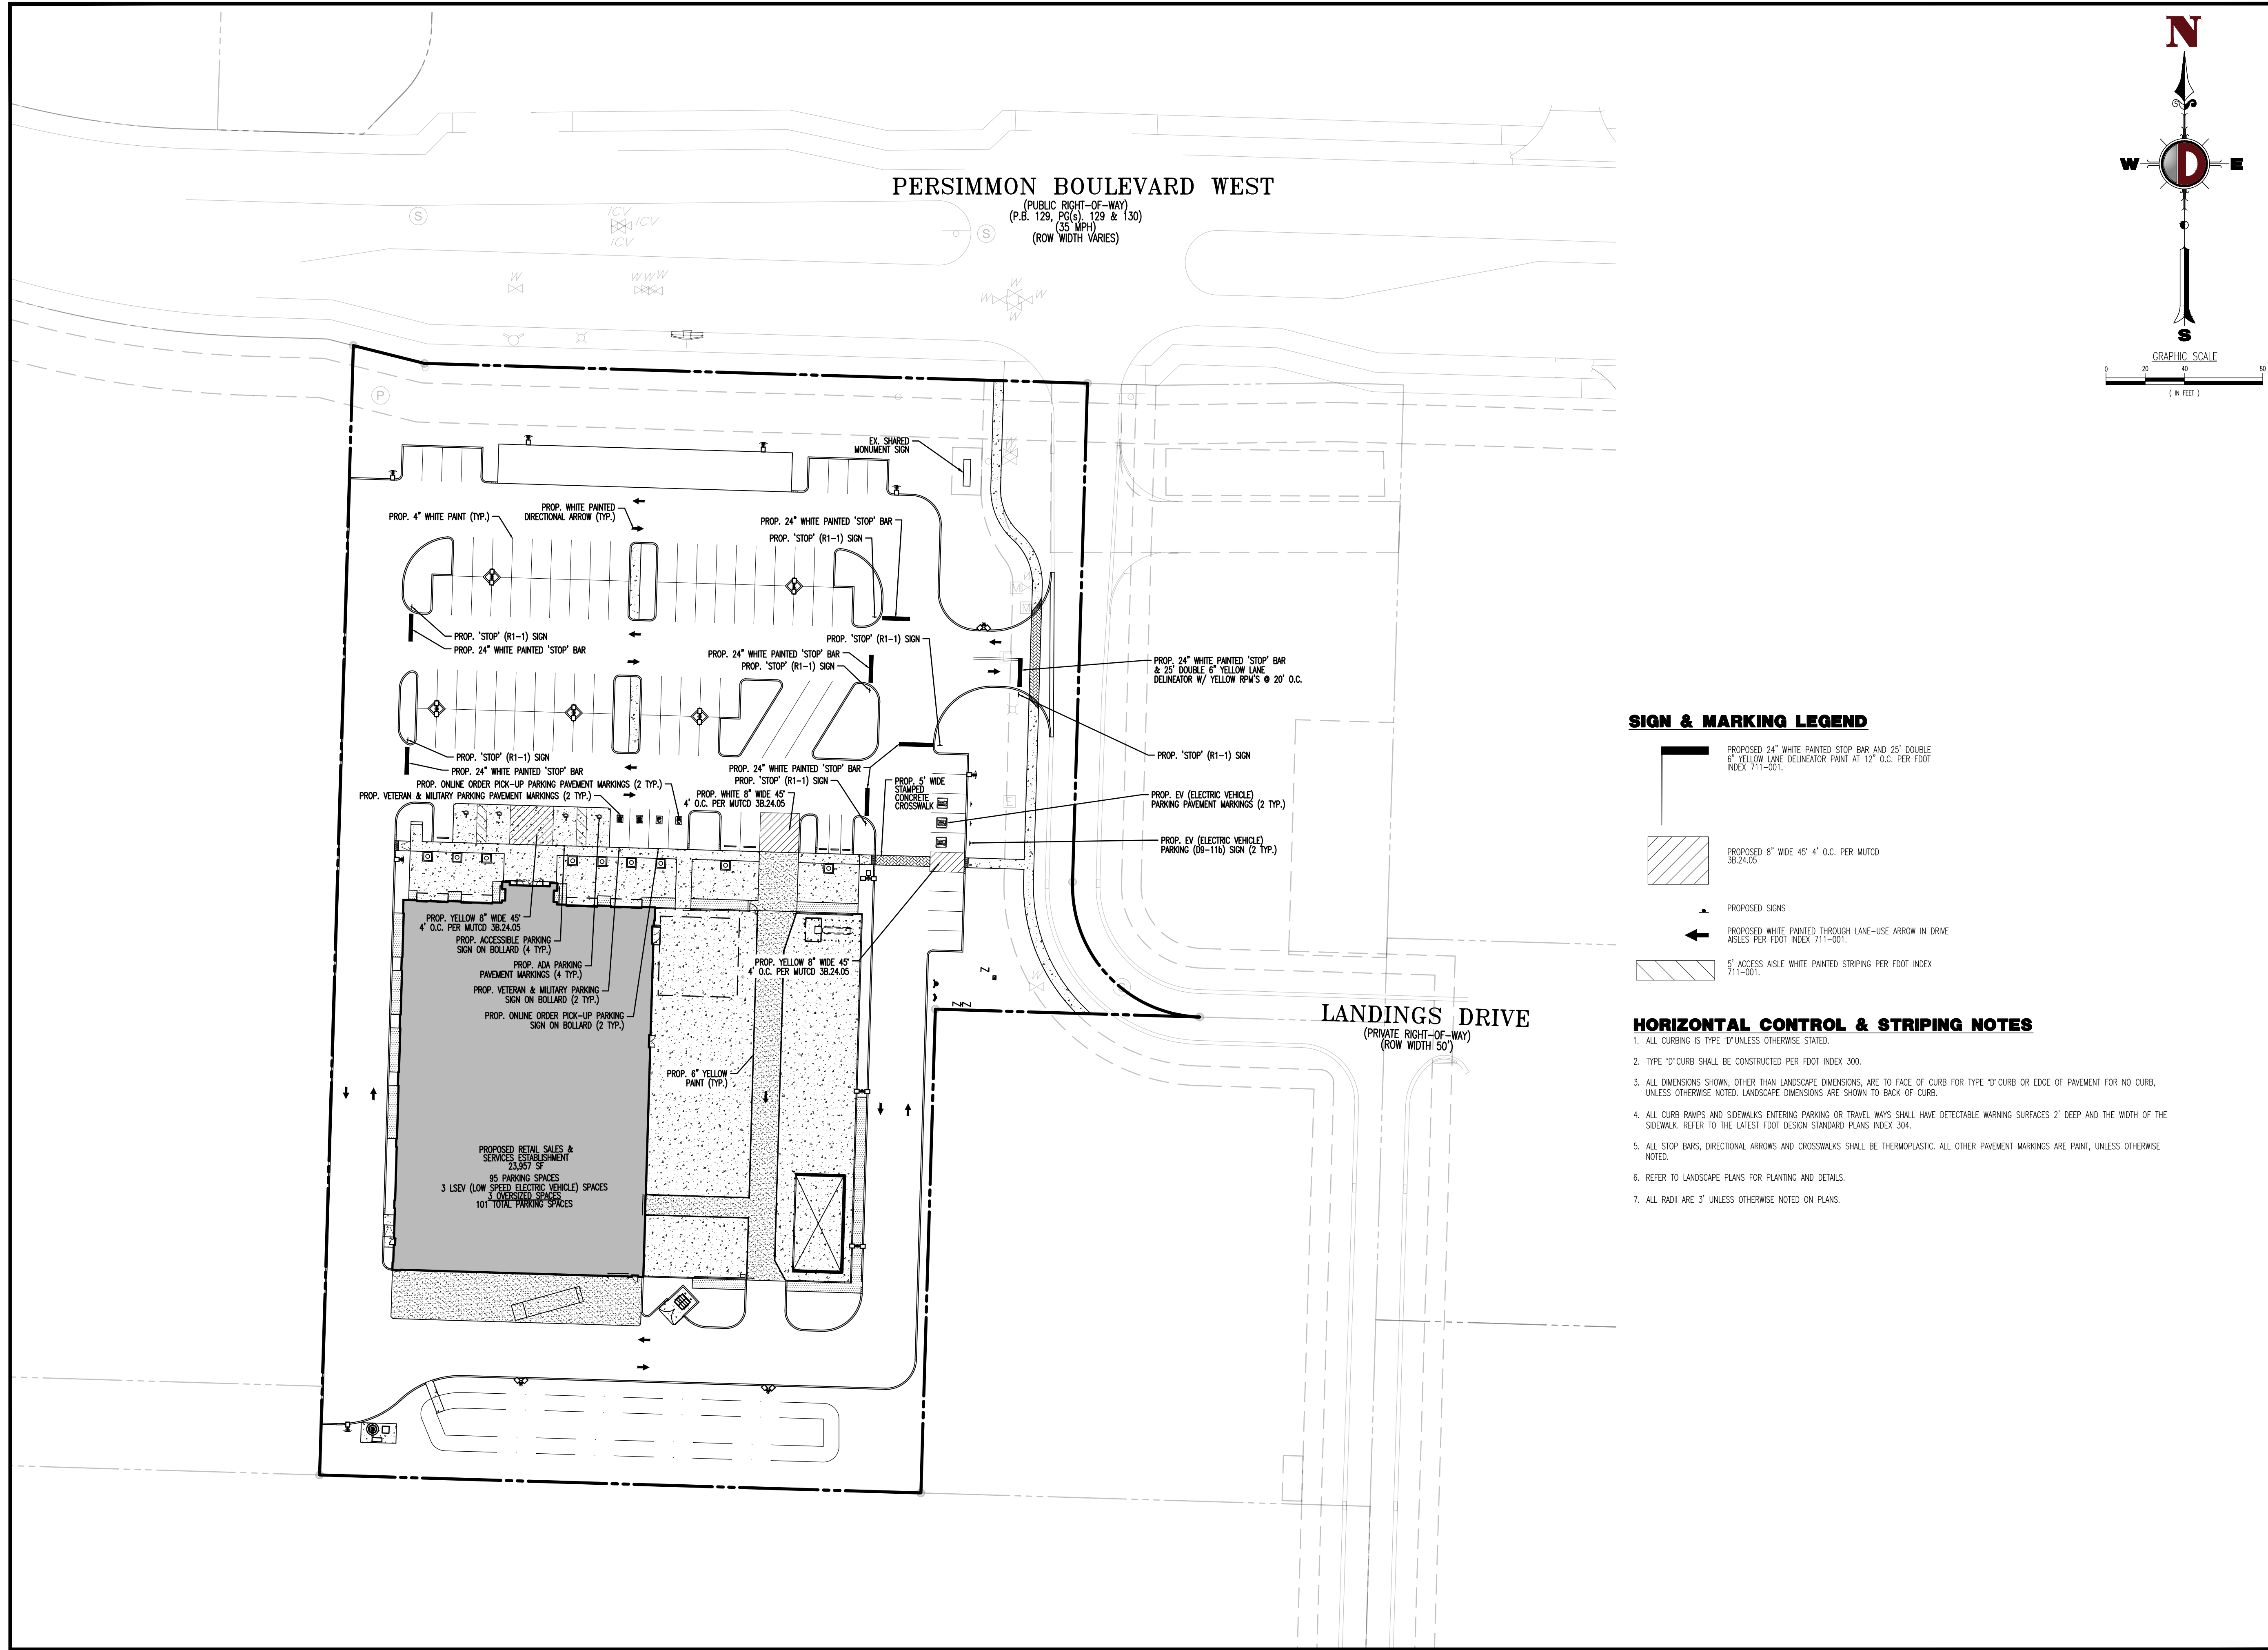 N
W D E
S
GRAPHIC SCALE
0 20 40 80
( IN FEET )
PERSIMMON BOULEVARD WEST
(PUBLIC RIGHT-OF-WAY)
(P.B. 129, PG(s). 129 & 130)
(35 MPH)
(ROW WIDTH VARIES)
S
ICV
ICV
ICV
S
W
W W W
W
W W
W
P
EX. SHARED
MONUMENT SIGN
W
PROP. 4" WHITE PAINT (TYP.)
PROP. WHITE PAINTED
DIRECTIONAL ARROW (TYP.)
PROP. 24" WHITE PAINTED 'STOP' BAR
PROP. 'STOP' (R1-1) SIGN
W
M
M
PROP. 'STOP' (R1-1) SIGN
PROP. 24" WHITE PAINTED 'STOP' BAR
PROP. 'STOP' (R1-1) SIGN
PROP. 24" WHITE PAINTED 'STOP' BAR
PROP. 'STOP' (R1-1) SIGN
E
PROP. 24" WHITE PAINTED 'STOP' BAR
& 25' DOUBLE 6" YELLOW LANE
DELINEATOR W/ YELLOW RPM'S @ 20' O.C.
PROP. 'STOP' (R1-1) SIGN
PROP. 'STOP' (R1-1) SIGN
PROP. 24" WHITE PAINTED 'STOP' BAR
PROP. 24" WHITE PAINTED 'STOP' BAR
PROP. 'STOP' (R1-1) SIGN
PROP. ONLINE ORDER PICK-UP PARKING PAVEMENT MARKINGS (2 TYP.)
PROP. VETERAN & MILITARY PARKING PAVEMENT MARKINGS (2 TYP.)
PROP. WHITE 8" WIDE 45°
4' O.C. PER MUTCD 3B.24.05
PROP. 5' WIDE
STAMPED
CONCRETE
CROSSWALK
E
PROP. EV (ELECTRIC VEHICLE)
PARKING PAVEMENT MARKINGS (2 TYP.)
PROP. EV (ELECTRIC VEHICLE)
PARKING (D9-11b) SIGN (2 TYP.)
PROP. YELLOW 8" WIDE 45°
4' O.C. PER MUTCD 3B.24.05
PROP. ACCESSIBLE PARKING
SIGN ON BOLLARD (4 TYP.)
PROP. ADA PARKING
PAVEMENT MARKINGS (4 TYP.)
PROP. VETERAN & MILITARY PARKING
SIGN ON BOLLARD (2 TYP.)
PROP. ONLINE ORDER PICK-UP PARKING
SIGN ON BOLLARD (2 TYP.)
PROP. YELLOW 8" WIDE 45°
4' O.C. PER MUTCD 3B.24.05
W
PROP. 6" YELLOW
PAINT (TYP.)
LANDINGS DRIVE
(PRIVATE RIGHT-OF-WAY)
(ROW WIDTH 50')
PROPOSED RETAIL SALES &
SERVICES ESTABLISHMENT
23,957 SF
95 PARKING SPACES
3 LSEV (LOW SPEED ELECTRIC VEHICLE) SPACES
3 OVERSIZED SPACES
101 TOTAL PARKING SPACES
SIGN & MARKING LEGEND
PROPOSED 24" WHITE PAINTED STOP BAR AND 25' DOUBLE
6" YELLOW LANE DELINEATOR PAINT AT 12" O.C. PER FDOT
INDEX 711-001.
PROPOSED 8" WIDE 45° 4' O.C. PER MUTCD
3B.24.05
PROPOSED SIGNS
PROPOSED WHITE PAINTED THROUGH LANE-USE ARROW IN DRIVE
AISLES PER FDOT INDEX 711-001.
5' ACCESS AISLE WHITE PAINTED STRIPING PER FDOT INDEX
711-001.
HORIZONTAL CONTROL & STRIPING NOTES
1. ALL CURBING IS TYPE "D" UNLESS OTHERWISE STATED.
2. TYPE "D" CURB SHALL BE CONSTRUCTED PER FDOT INDEX 300.
3. ALL DIMENSIONS SHOWN, OTHER THAN LANDSCAPE DIMENSIONS, ARE TO FACE OF CURB FOR TYPE "D" CURB OR EDGE OF PAVEMENT FOR NO CURB,
UNLESS OTHERWISE NOTED. LANDSCAPE DIMENSIONS ARE SHOWN TO BACK OF CURB.
4. ALL CURB RAMPS AND SIDEWALKS ENTERING PARKING OR TRAVEL WAYS SHALL HAVE DETECTABLE WARNING SURFACES 2' DEEP AND THE WIDTH OF THE
SIDEWALK. REFER TO THE LATEST FDOT DESIGN STANDARD PLANS INDEX 304.
5. ALL STOP BARS, DIRECTIONAL ARROWS AND CROSSWALKS SHALL BE THERMOPLASTIC. ALL OTHER PAVEMENT MARKINGS ARE PAINT, UNLESS OTHERWISE
NOTED.
6. REFER TO LANDSCAPE PLANS FOR PLANTING AND DETAILS.
7. ALL RADII ARE 3' UNLESS OTHERWISE NOTED ON PLANS.